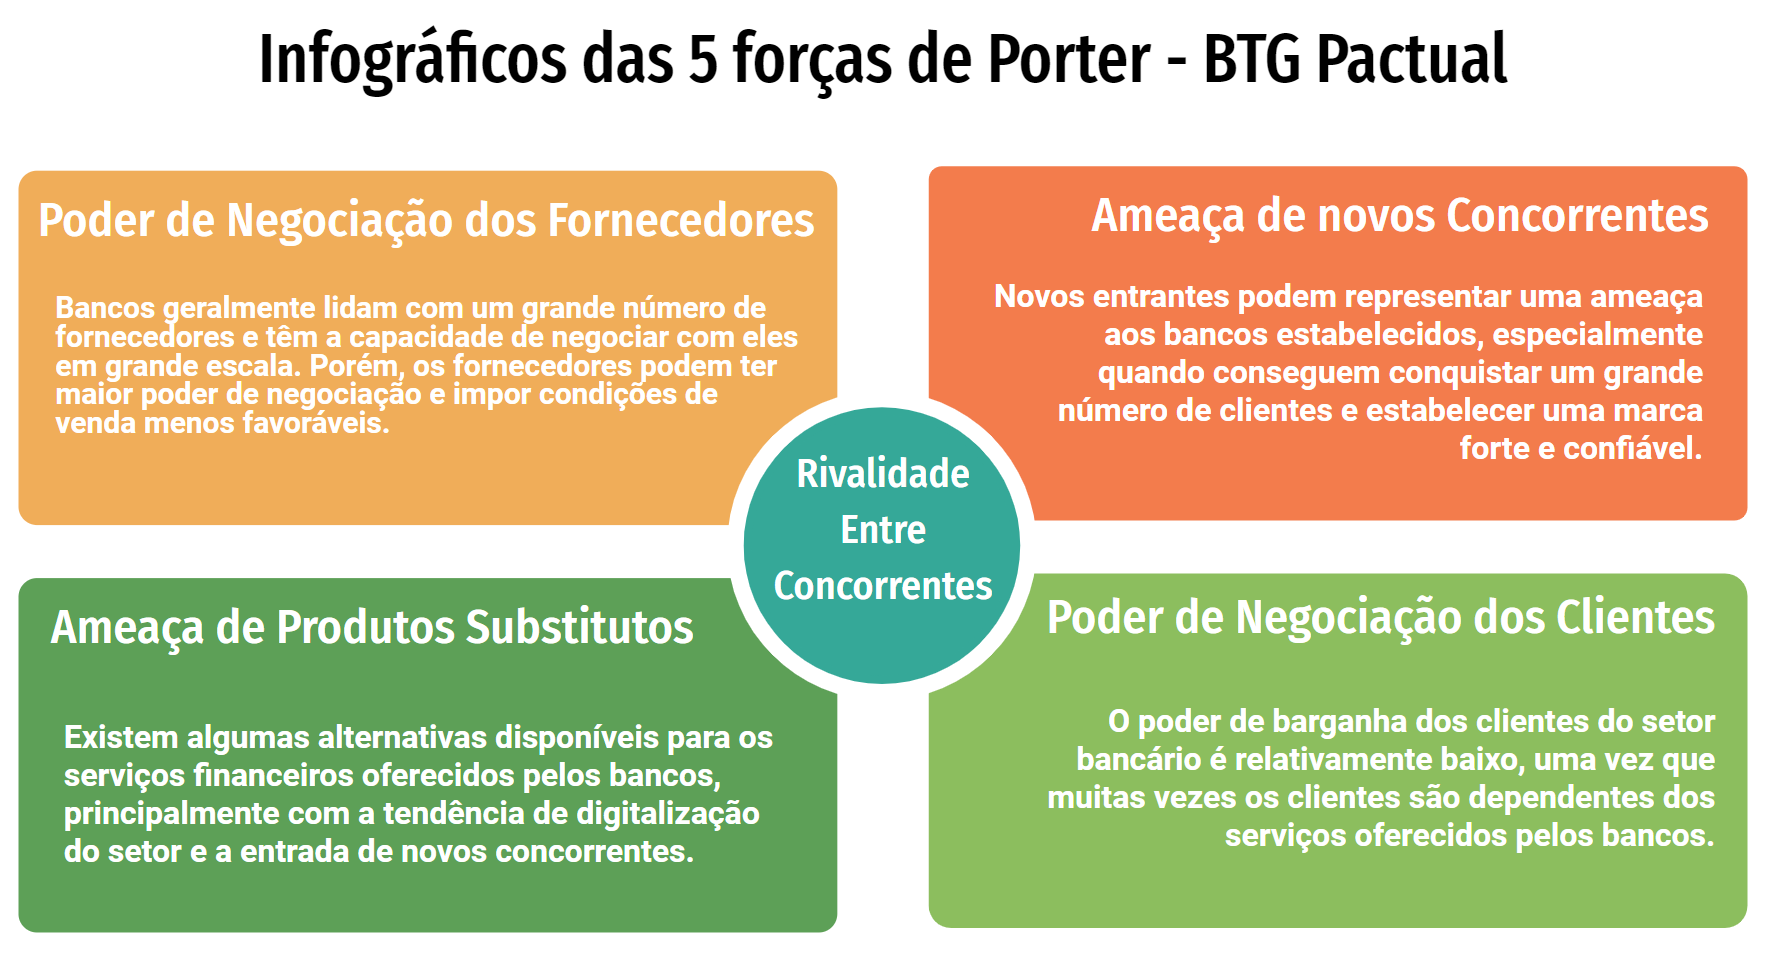 Infográficos das 5 forças de Porter - BTG Pactual
Poder de Negociação dos Fornecedores
Bancos geralmente lidam com um grande número de
fornecedores e têm a capacidade de negociar com eles
em grande escala. Porém, os fornecedores podem ter
maior poder de negociação e impor condições de
venda menos favoráveis.
Ameaça de novos Concorrentes
Novos entrantes podem representar uma ameaça
aos bancos estabelecidos, especialmente
quando conseguem conquistar um grande
número de clientes e estabelecer uma marca
forte e confiável.
Rivalidade
Entre
Concorrentes
Ameaça de Produtos Substitutos
Existem algumas alternativas disponíveis para os
serviços financeiros oferecidos pelos bancos,
principalmente com a tendência de digitalização
do setor e a entrada de novos concorrentes.
Poder de Negociação dos Clientes
O poder de barganha dos clientes do setor
bancário é relativamente baixo, uma vez que
muitas vezes os clientes são dependentes dos
serviços oferecidos pelos bancos.